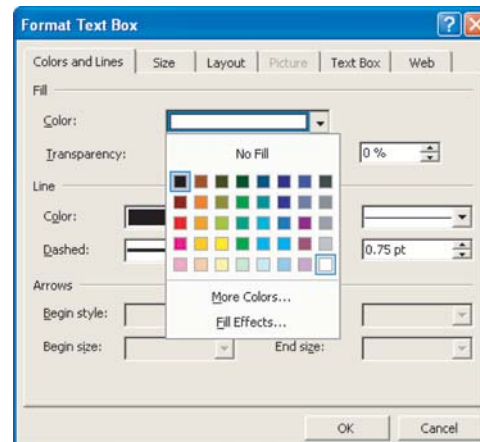 Format Text Box
Colors and Lines Size Layout Picture Text Box Web
Fill
Color:
Transparency: 0 %
No Fill
Line
Color:
Dashed: 0.75 pt
More Colors...
Fill Effects...
Arrows
Begin style:
Begin size: End size:
OK Cancel